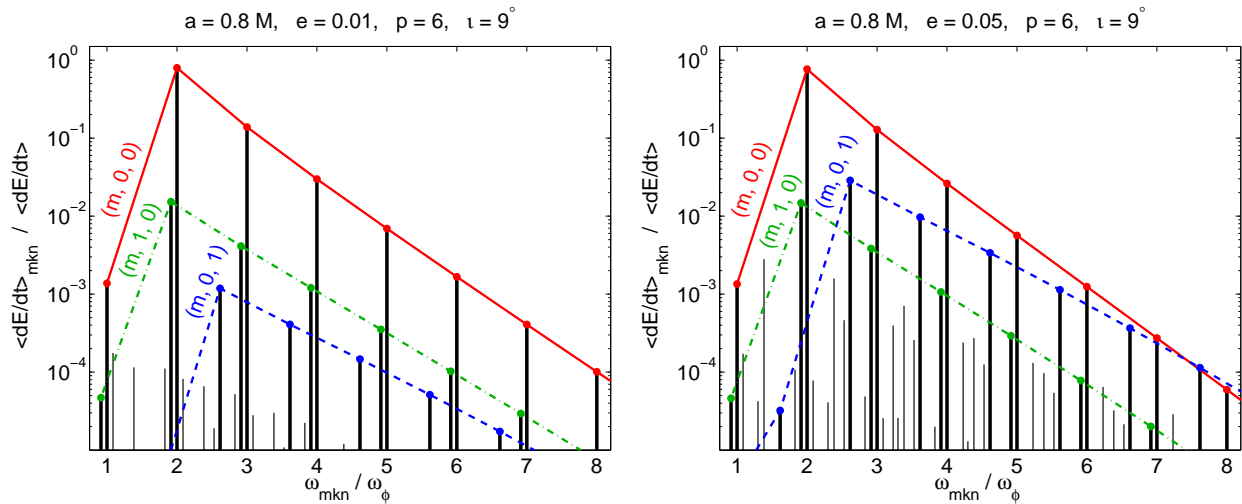 a = 0.8 M, e = 0.01, p = 6, ι = 9°
10^0
10^−1
10^−2
10^−3
10^−4
<dE/dt>_mkn / <dE/dt>
(m, 0, 0)
(m, 1, 0)
(m, 0, 1)
1 2 3 4 5 6 7 8
ω_mkn / ω_ϕ
a = 0.8 M, e = 0.05, p = 6, ι = 9°
10^0
10^−1
10^−2
10^−3
10^−4
<dE/dt>_mkn / <dE/dt>
(m, 0, 0)
(m, 1, 0)
(m, 0, 1)
1 2 3 4 5 6 7 8
ω_mkn / ω_ϕ